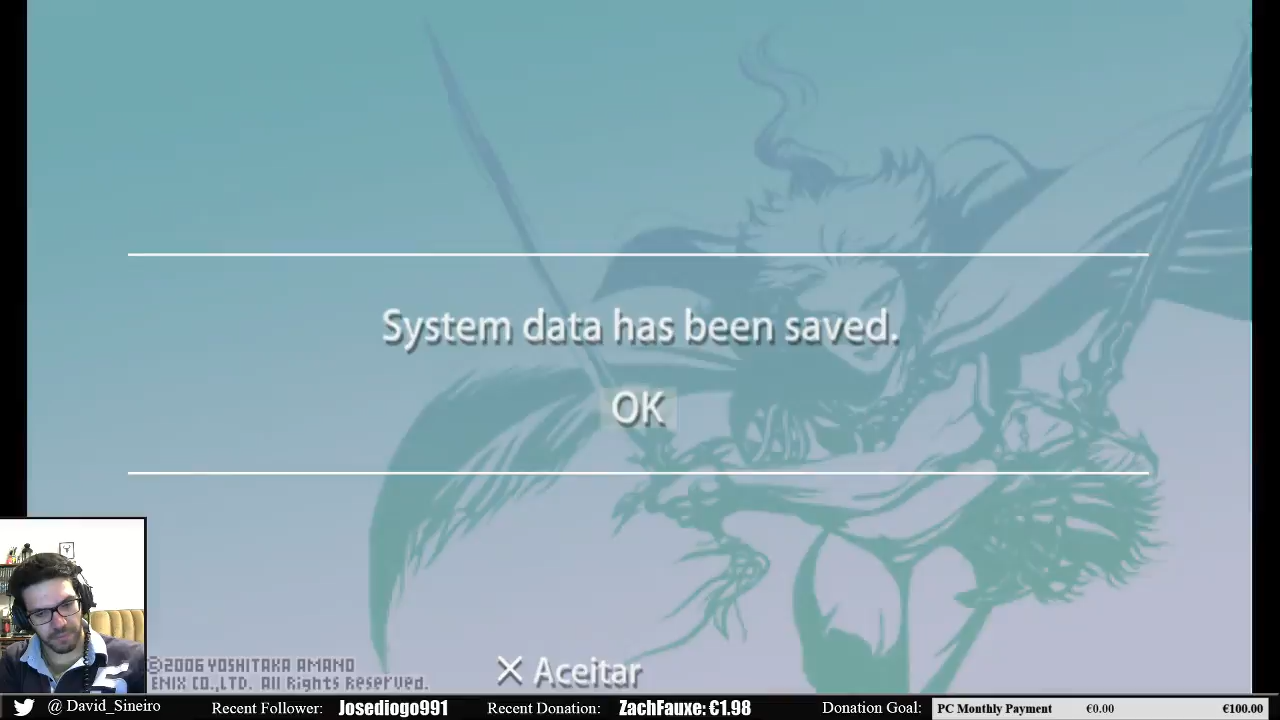 System data has been saved.
OK
©2006 YOSHITAKA AMANO
ENIX CO.,LTD. All Rights Reserved.
X Aceitar
@ David_Sineiro
Recent Follower: Josediogo991
Recent Donation: ZachFauxe: €1.98
Donation Goal: PC Monthly Payment €0.00 €100.00